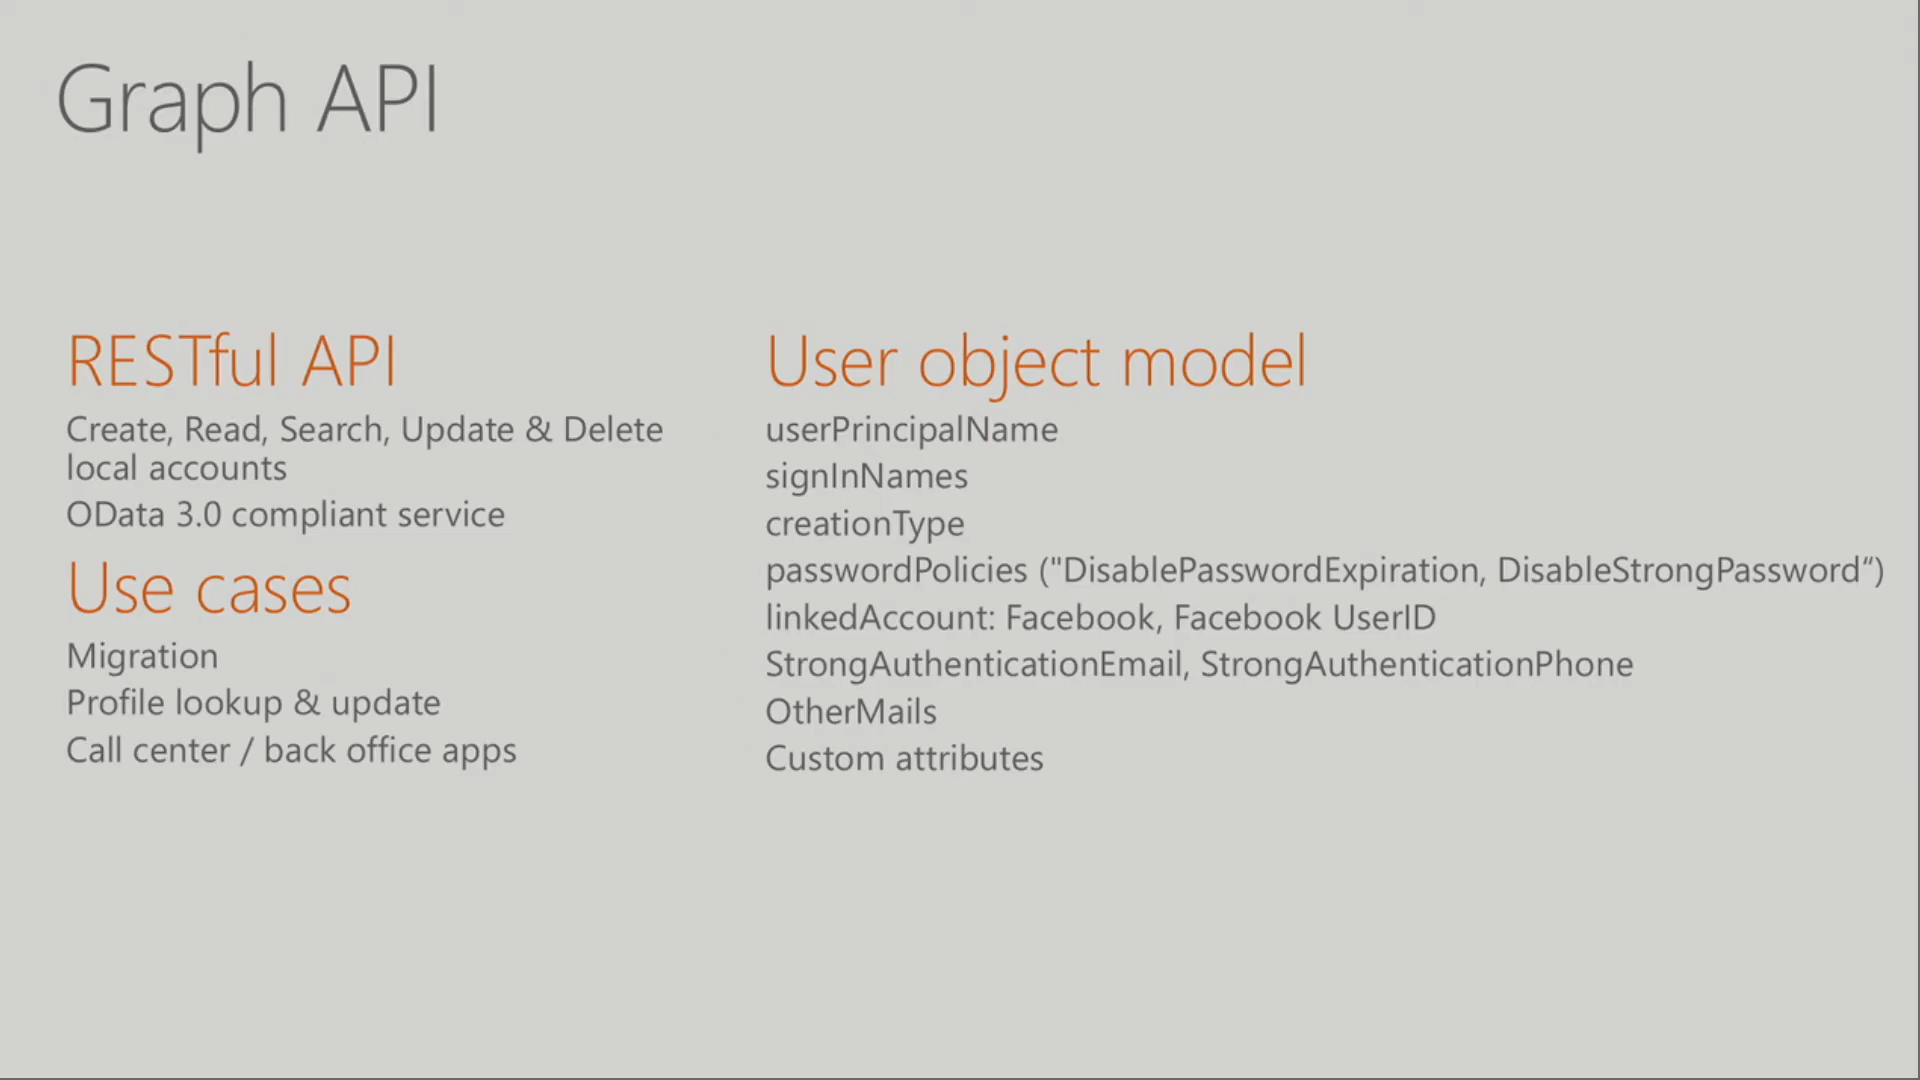 Graph API
RESTful API
Create, Read, Search, Update & Delete
local accounts
OData 3.0 compliant service
Use cases
Migration
Profile lookup & update
Call center / back office apps
User object model
userPrincipalName
signInNames
creationType
passwordPolicies ("DisablePasswordExpiration, DisableStrongPassword“)
linkedAccount: Facebook, Facebook UserID
StrongAuthenticationEmail, StrongAuthenticationPhone
OtherMails
Custom attributes